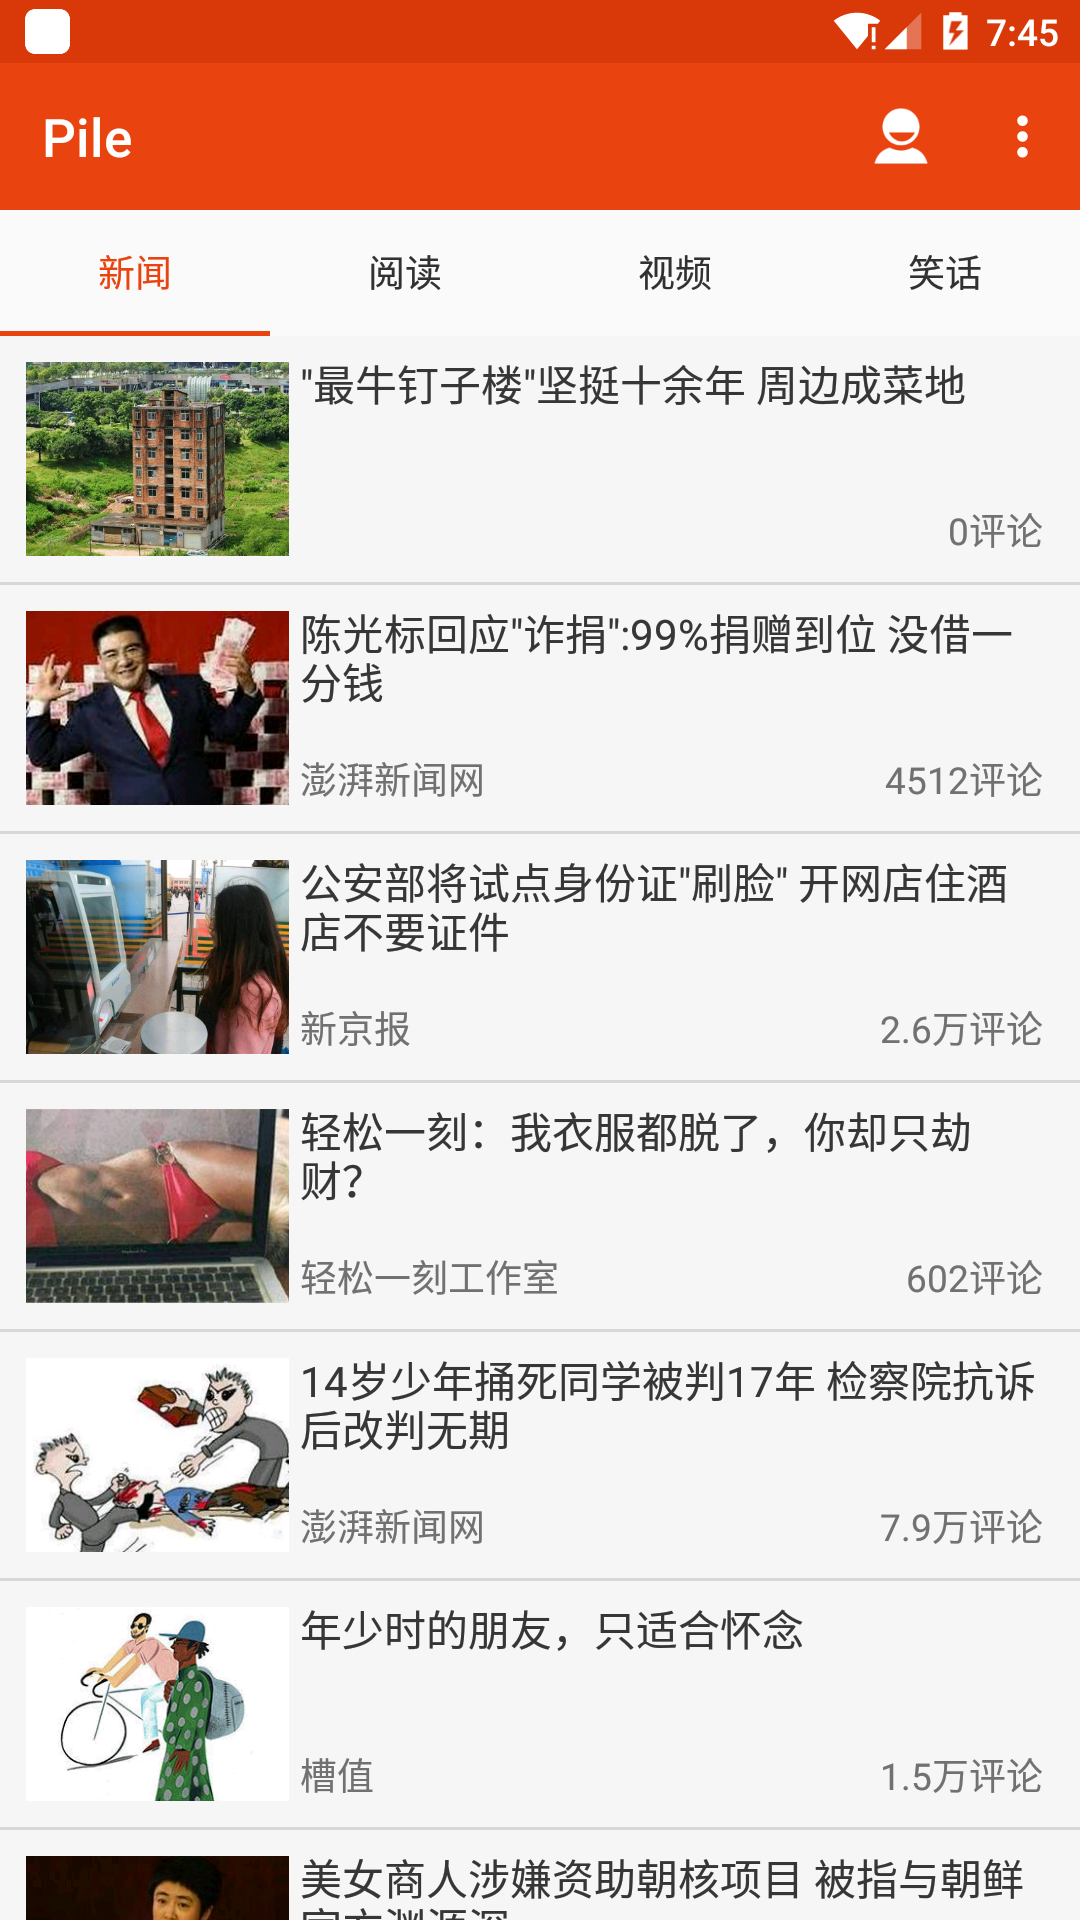 7:45
Pile
新闻 阅读 视频 笑话
"最牛钉子楼"坚挺十余年 周边成菜地
0评论
陈光标回应"诈捐":99%捐赠到位 没借一
分钱
澎湃新闻网 4512评论
公安部将试点身份证"刷脸" 开网店住酒
店不要证件
新京报 2.6万评论
轻松一刻：我衣服都脱了，你却只劫
财？
轻松一刻工作室 602评论
14岁少年捅死同学被判17年 检察院抗诉
后改判无期
澎湃新闻网 7.9万评论
年少时的朋友，只适合怀念
槽值 1.5万评论
美女商人涉嫌资助朝核项目 被指与朝鲜
官方渊源深